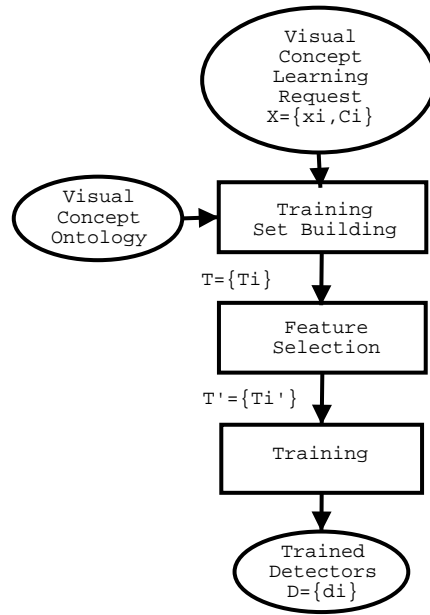 Visual
Concept
Learning
Request
X={xi,Ci}
Visual
Concept
Ontology
Training
Set Building
T={Ti}
Feature
Selection
T'={Ti'}
Training
Trained
Detectors
D={di}